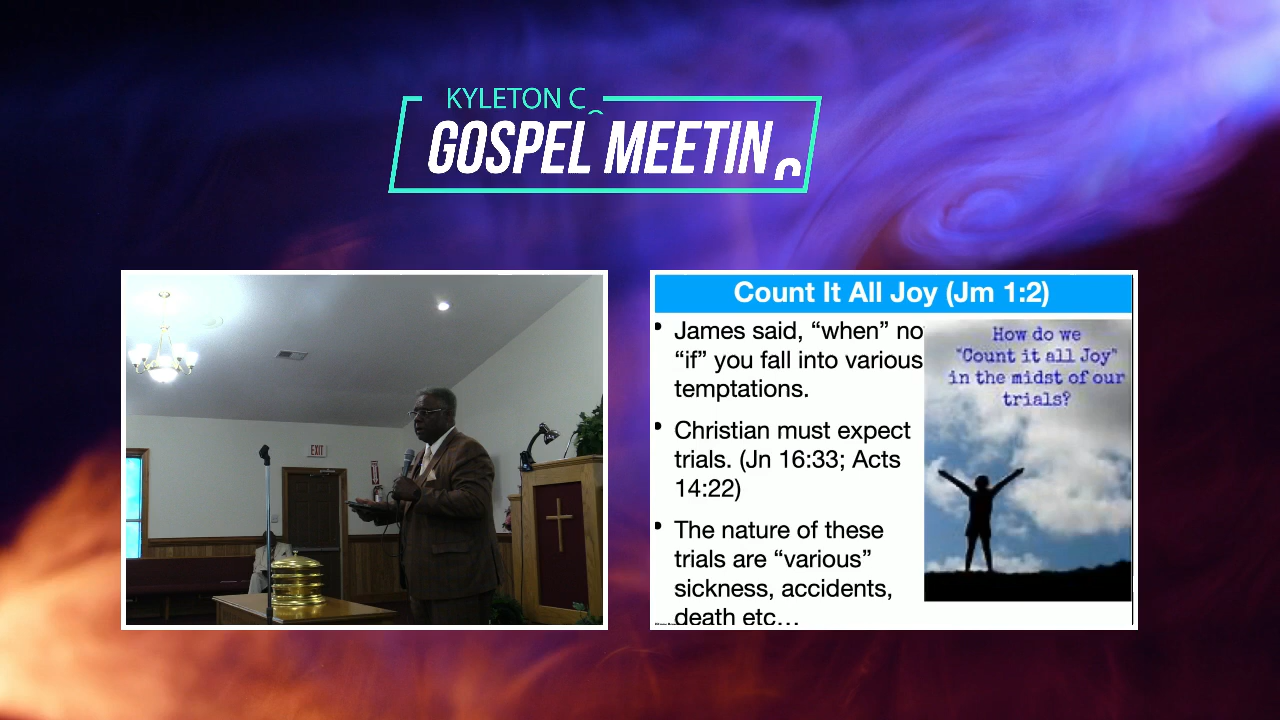 KYLETON C
GOSPEL MEETIN
EXIT
Count It All Joy (Jm 1:2)
• James said, “when” no
“if” you fall into various
temptations.
• Christian must expect
trials. (Jn 16:33; Acts
14:22)
• The nature of these
trials are “various”
sickness, accidents,
death etc…
How do we
"Count it all Joy"
in the midst of our
trials?